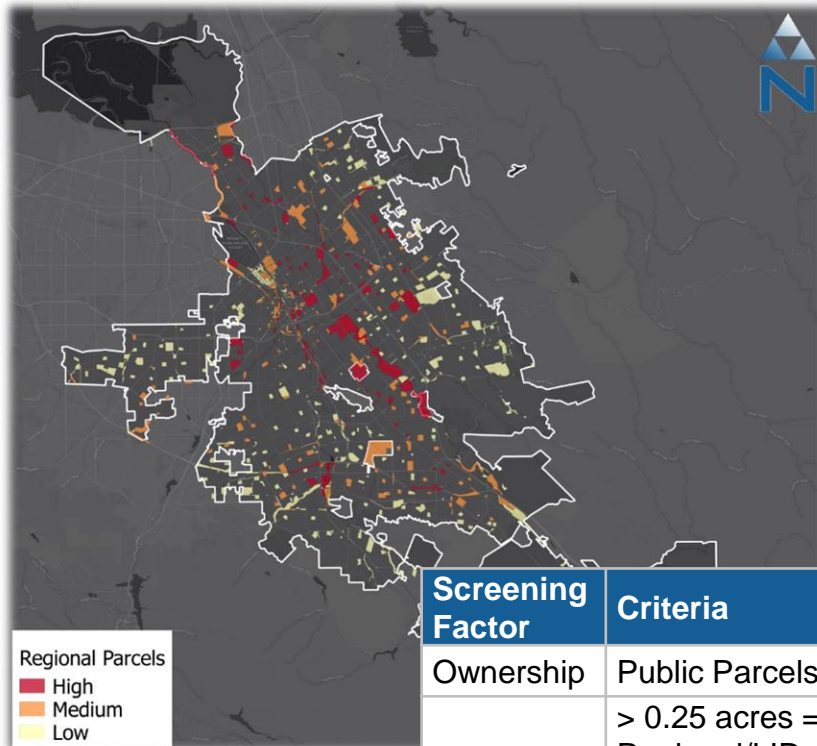 N
Regional Parcels
High
Medium
Low
Screening Factor
Criteria
Ownership
Public Parcels
> 0.25 acres =